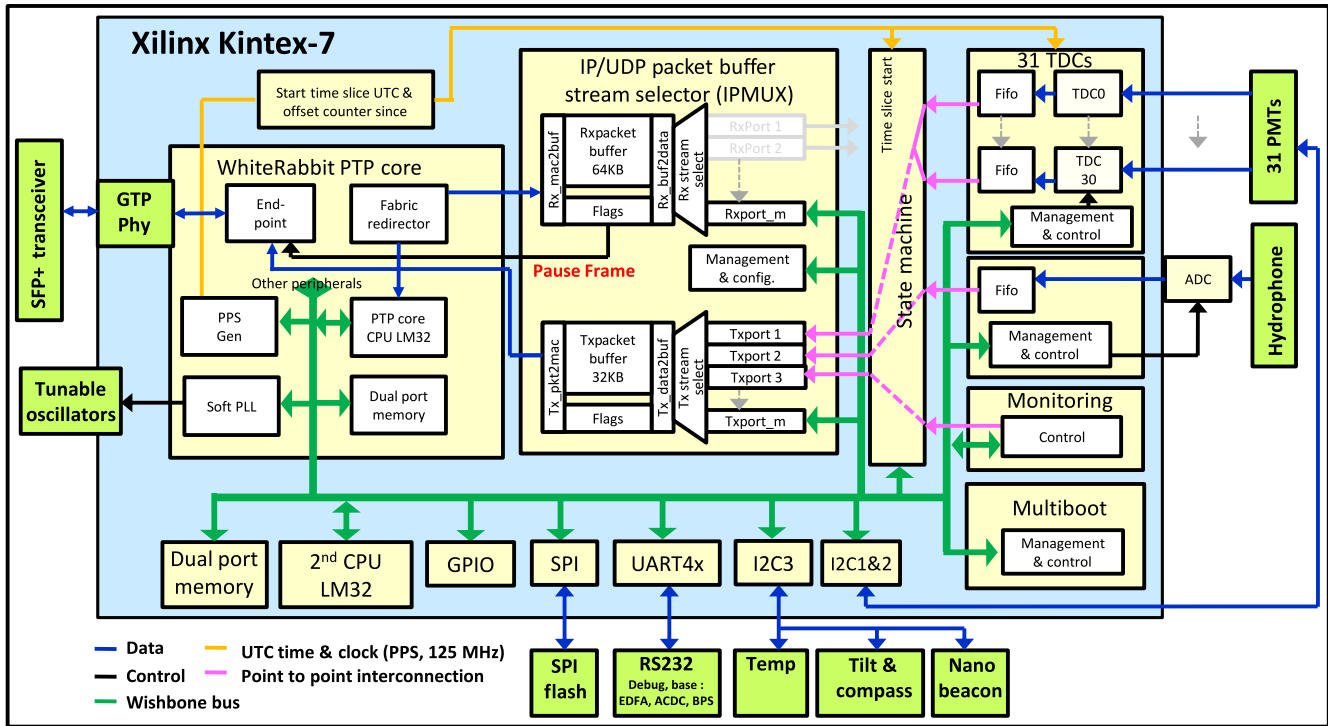 Xilinx Kintex-7
Start time slice UTC &
offset counter since
IP/UDP packet buffer
stream selector (IPMUX)
Rx_mac2buf
Rxpacket
buffer
64KB
Flags
Rx_buf2data
Rx stream
select
RxPort 1
RxPort 2
Rxport_m
Management
& config.
Pause Frame
Tx_pkt2mac
Txpacket
buffer
32KB
Flags
Tx_data2buf
Tx stream
select
Txport 1
Txport 2
Txport 3
Txport_m
Time slice start
State machine
31 TDCs
Fifo
TDC0
Fifo
TDC
30
Management
& control
Fifo
Management
& control
ADC
Monitoring
Control
Multiboot
Management
& control
31 PMTs
Hydrophone
SFP+ transceiver
GTP
Phy
WhiteRabbit PTP core
End-
point
Fabric
redirector
Other peripherals
PPS
Gen
PTP core
CPU LM32
Soft PLL
Dual port
memory
Tunable
oscillators
Dual port
memory
2nd CPU
LM32
GPIO
SPI
UART4x
I2C3
I2C1&2
SPI
flash
RS232
Debug, base :
EDFA, ACDC, BPS
Temp
Tilt &
compass
Nano
beacon
Data
Control
Wishbone bus
UTC time & clock (PPS, 125 MHz)
Point to point interconnection